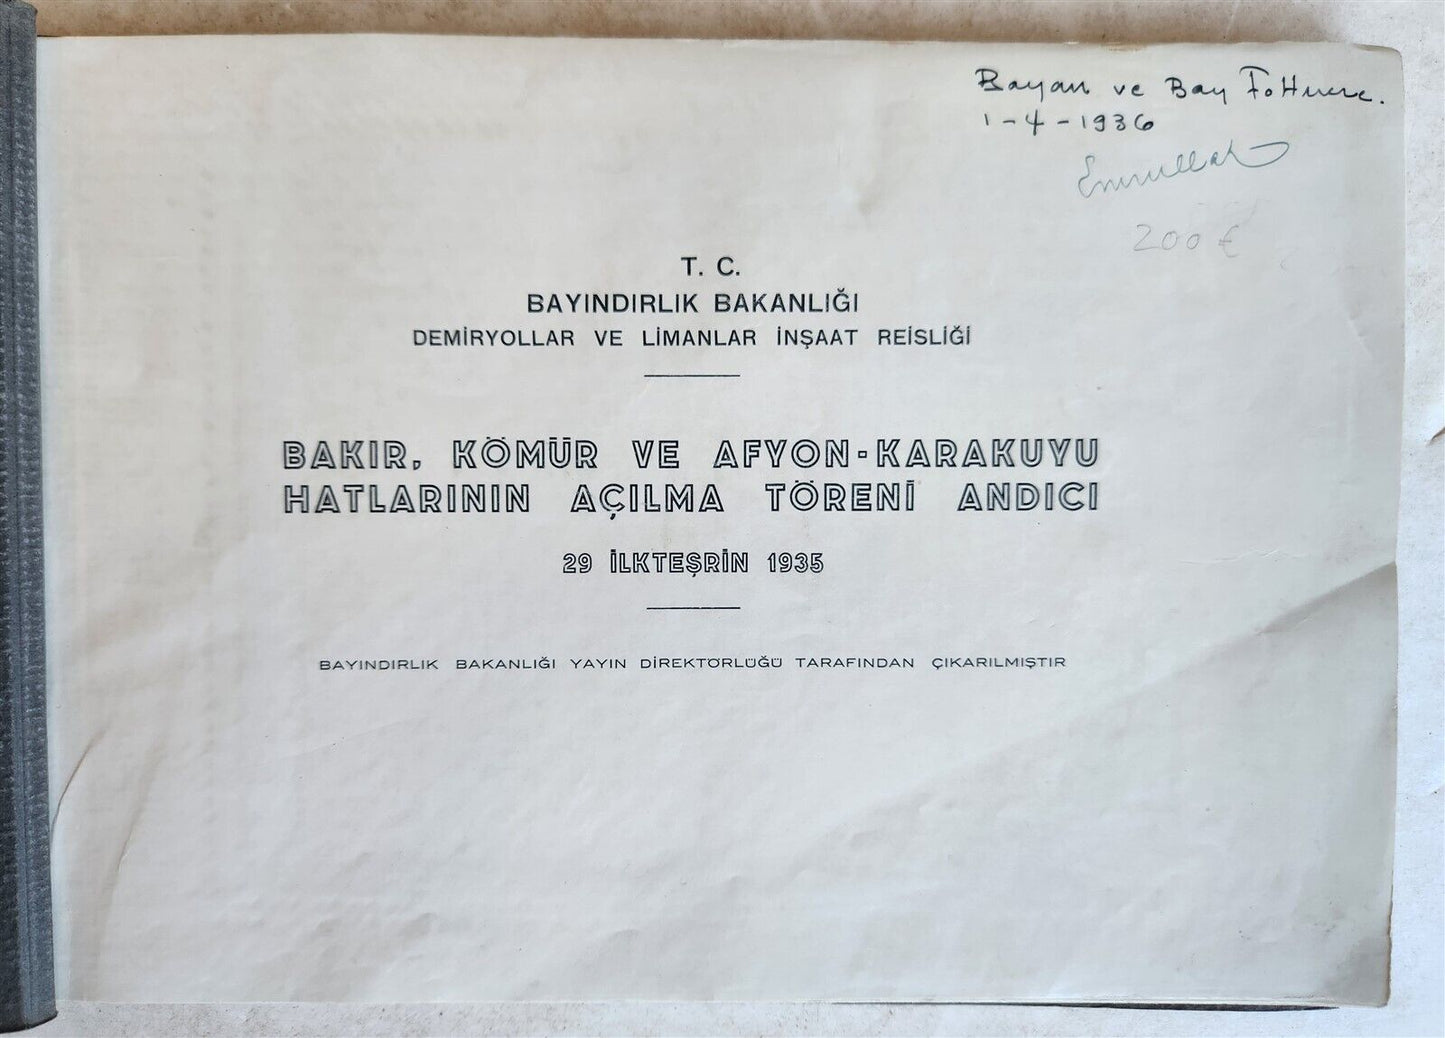 Bayan ve Bay
1-4-1936
Emrullah
200€
T. C.
BAYINDIRLIK BAKANLIĞI
DEMİRYOLLAR VE LİMANLAR İNŞAAT REİSLİĞİ
BAKIR, KÖMÜR VE AFYON-KARAKUYU
HATLARININ AÇILMA TÖRENİ ANDICI
29 İLKTEŞRİN 1935
BAYINDIRLIK BAKANLIĞI YAYIN DİREKTÖRLÜĞÜ TARAFINDAN ÇIKARILMIŞTIR